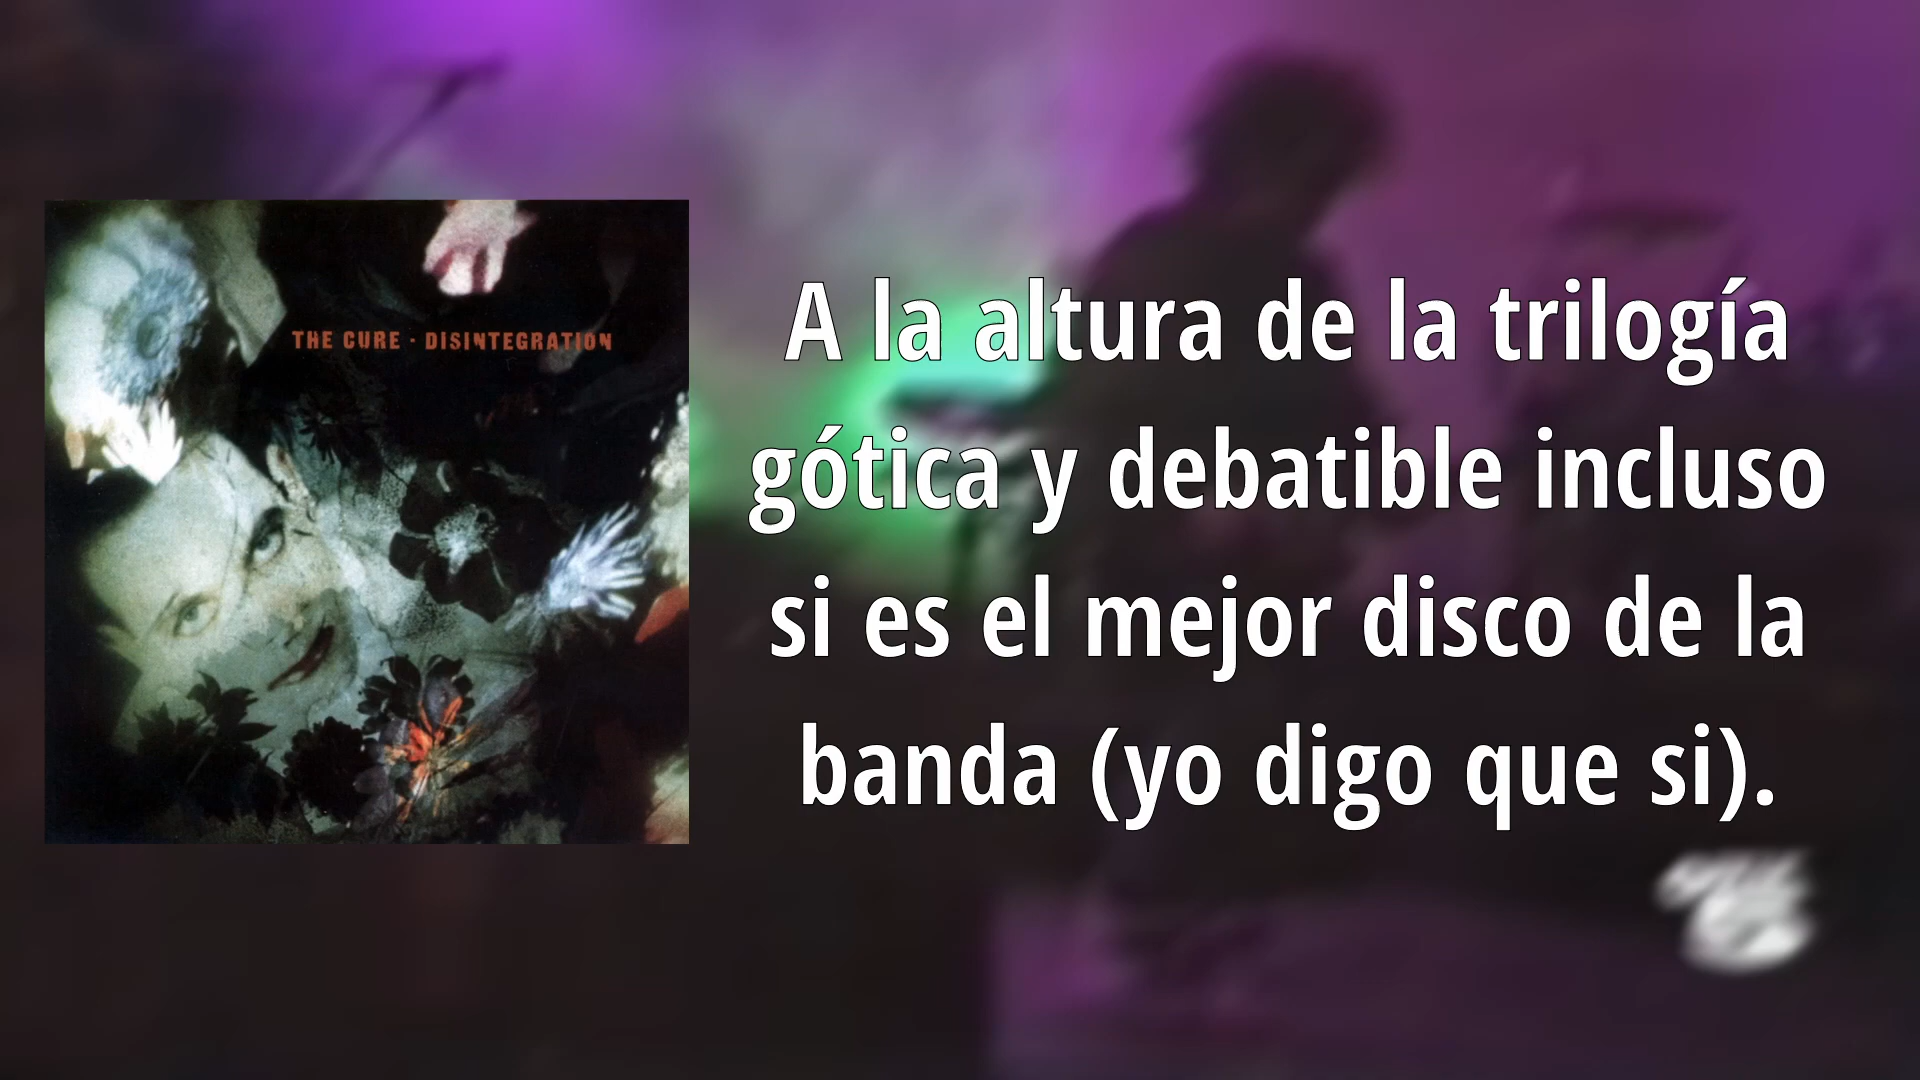 THE CURE · DISINTEGRATION
A la altura de la trilogía
gótica y debatible incluso
si es el mejor disco de la
banda (yo digo que si).